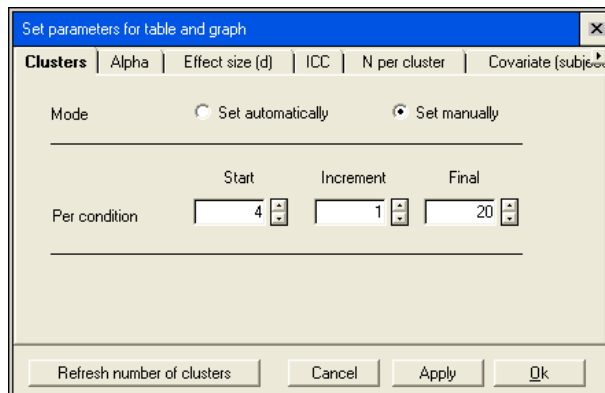 Set parameters for table and graph
Clusters Alpha Effect size (d) ICC N per cluster Covariate
Mode Set automatically Set manually
Start Increment Final
Per condition 4 1 20
Refresh number of clusters Cancel Apply Ok